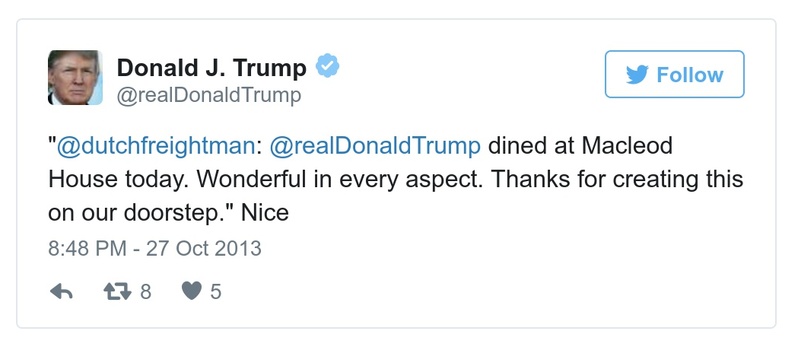 Donald J. Trump
@realDonaldTrump
Follow
"@dutchfreightman: @realDonaldTrump dined at Macleod
House today. Wonderful in every aspect. Thanks for creating this
on our doorstep." Nice
8:48 PM - 27 Oct 2013
8 5